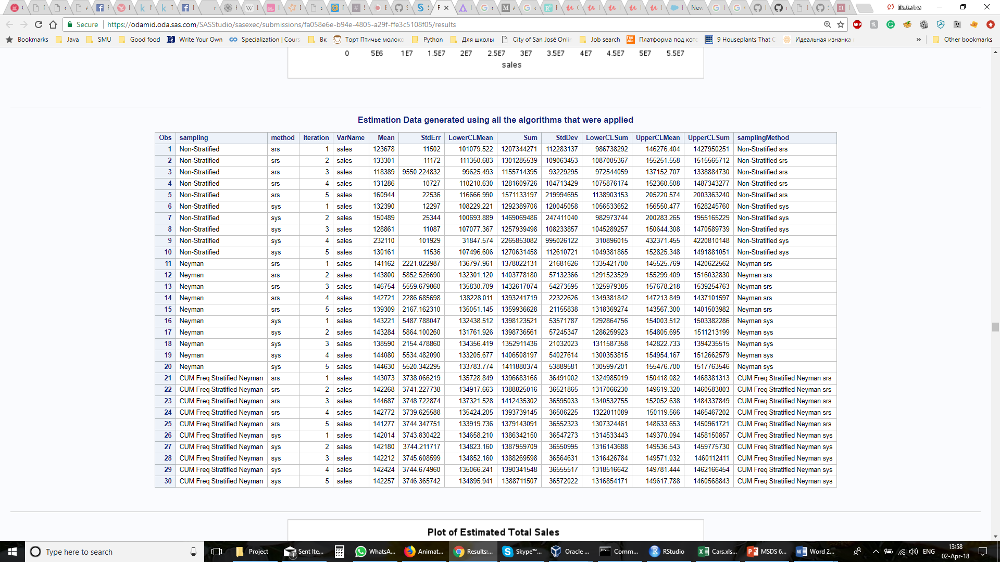 Ekaterina
Secure https://odamid.oda.sas.com/SASStudio/sasexec/submissions/fa058e6e-b94e-4805-a29f-ffe3c5108f05/results
Bookmarks Java SMU Good food Write Your Own Specialization | Cours Вк Торт Птичье молоко Python Для школы City of San José Onli Job search Платформа под кото 9 Houseplants That C Идеальная изнанка » Other bookmarks
0 5E6 1E7 1.5E7 2E7 2.5E7 3E7 3.5E7 4E7 4.5E7 5E7 5.5E7
sales
Estimation Data generated using all the algorithms that were applied
Obs sampling method iteration VarName Mean StdErr LowerCLMean Sum StdDev LowerCLSum UpperCLMean UpperCLSum samplingMethod
1 Non-Stratified srs 1 sales 123678 11502 101079.522 1207344271 112283137 986738292 146276.404 1427950251 Non-Stratified srs
2 Non-Stratified srs 2 sales 133301 11172 111350.683 1301285539 109063453 1087005367 155251.558 1515565712 Non-Stratified srs
3 Non-Stratified srs 3 sales 118389 9550.224832 99625.493 1155714395 93229295 972544059 137152.707 1338884730 Non-Stratified srs
4 Non-Stratified srs 4 sales 131286 10727 110210.630 1281609726 104713429 1075876174 152360.508 1487343277 Non-Stratified srs
5 Non-Stratified srs 5 sales 160944 22536 116666.990 1571133197 219994695 1138903153 205220.574 2003363240 Non-Stratified srs
6 Non-Stratified sys 1 sales 132390 12297 108229.221 1292389706 120045058 1056533652 156550.477 1528245760 Non-Stratified sys
7 Non-Stratified sys 2 sales 150489 25344 100693.889 1469069486 247411040 982973744 200283.265 1955165229 Non-Stratified sys
8 Non-Stratified sys 3 sales 128861 11087 107077.367 1257939498 108233857 1045289257 150644.308 1470589739 Non-Stratified sys
9 Non-Stratified sys 4 sales 232110 101929 31847.574 2265853082 995026122 310896015 432371.455 4220810148 Non-Stratified sys
10 Non-Stratified sys 5 sales 130161 11536 107496.606 1270631458 112610721 1049381865 152825.348 1491881051 Non-Stratified sys
11 Neyman srs 1 sales 141162 2221.022987 136797.961 1378022131 21681626 1335421700 145525.769 1420622562 Neyman srs
12 Neyman srs 2 sales 143800 5852.526690 132301.120 1403778180 57132366 1291523529 155299.409 1516032830 Neyman srs
13 Neyman srs 3 sales 146754 5559.679860 135830.709 1432617074 54273595 1325979385 157678.218 1539254763 Neyman srs
14 Neyman srs 4 sales 142721 2286.685698 138228.011 1393241719 22322626 1349381842 147213.849 1437101597 Neyman srs
15 Neyman srs 5 sales 139309 2167.162310 135051.145 1359936628 21155838 1318369274 143567.300 1401503982 Neyman srs
16 Neyman sys 1 sales 143221 5487.788047 132438.512 1398123521 53571787 1292864756 154003.512 1503382286 Neyman sys
17 Neyman sys 2 sales 143284 5864.100260 131761.926 1398736561 57245347 1286259923 154805.695 1511213199 Neyman sys
18 Neyman sys 3 sales 138590 2154.478860 134356.419 1352911436 21032023 1311587358 142822.733 1394235515 Neyman sys
19 Neyman sys 4 sales 144080 5534.482090 133205.677 1406508197 54027614 1300353815 154954.167 1512662579 Neyman sys
20 Neyman sys 5 sales 144630 5520.342295 133783.774 1411880374 53889581 1305997201 155476.700 1517763546 Neyman sys
21 CUM Freq Stratified Neyman srs 1 sales 143073 3738.066219 135728.849 1396683166 36491002 1324985019 150418.082 1468381313 CUM Freq Stratified Neyman srs
22 CUM Freq Stratified Neyman srs 2 sales 142268 3741.227738 134917.663 1388825016 36521865 1317066230 149619.320 1460583803 CUM Freq Stratified Neyman srs
23 CUM Freq Stratified Neyman srs 3 sales 144687 3748.722874 137321.528 1412435302 36595033 1340532755 152052.638 1484337849 CUM Freq Stratified Neyman srs
24 CUM Freq Stratified Neyman srs 4 sales 142772 3739.625588 135424.205 1393739145 36506225 1322011089 150119.566 1465467202 CUM Freq Stratified Neyman srs
25 CUM Freq Stratified Neyman srs 5 sales 141277 3744.347751 133919.736 1379143091 36552323 1307324461 148633.653 1450961721 CUM Freq Stratified Neyman srs
26 CUM Freq Stratified Neyman sys 1 sales 142014 3743.830422 134658.210 1386342150 36547273 1314533443 149370.094 1458150857 CUM Freq Stratified Neyman sys
27 CUM Freq Stratified Neyman sys 2 sales 142180 3744.211717 134823.160 1387959709 36550995 1316143688 149536.543 1459775730 CUM Freq Stratified Neyman sys
28 CUM Freq Stratified Neyman sys 3 sales 142212 3745.608599 134852.160 1388269598 36564631 1316426784 149571.032 1460112411 CUM Freq Stratified Neyman sys
29 CUM Freq Stratified Neyman sys 4 sales 142424 3744.674960 135066.241 1390341548 36555517 1318516642 149781.444 1462166454 CUM Freq Stratified Neyman sys
30 CUM Freq Stratified Neyman sys 5 sales 142257 3746.365742 134895.941 1388711507 36572022 1316854171 149617.788 1460568843 CUM Freq Stratified Neyman sys
Plot of Estimated Total Sales
Type here to search Project Sent Ite... WhatsA... Animat... Results:... Skype™... Oracle ... Comm... RStudio Cars.xls... MSDS 6... Word 2... ENG 13:58
02-Apr-18